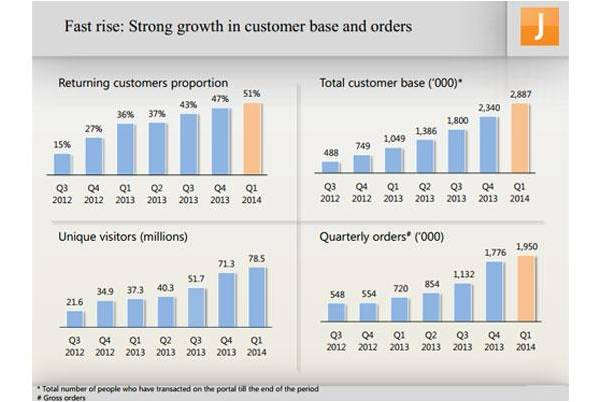 Fast rise: Strong growth in customer base and orders
J
Returning customers proportion
15% 27% 36% 37% 43% 47% 51%
Q3 Q4 Q1 Q2 Q3 Q4 Q1
2012 2012 2013 2013 2013 2013 2014
Total customer base ('000)*
488 749 1,049 1,386 1,800 2,340 2,887
Q3 Q4 Q1 Q2 Q3 Q4 Q1
2012 2012 2013 2013 2013 2013 2014
Unique visitors (millions)
21.6 34.9 37.3 40.3 51.7 71.3 78.5
Q3 Q4 Q1 Q2 Q3 Q4 Q1
2012 2012 2013 2013 2013 2013 2014
Quarterly orders# ('000)
548 554 720 854 1,132 1,776 1,950
Q3 Q4 Q1 Q2 Q3 Q4 Q1
2012 2012 2013 2013 2013 2013 2014
* Total number of people who have transacted on the portal till the end of the period
# Gross orders